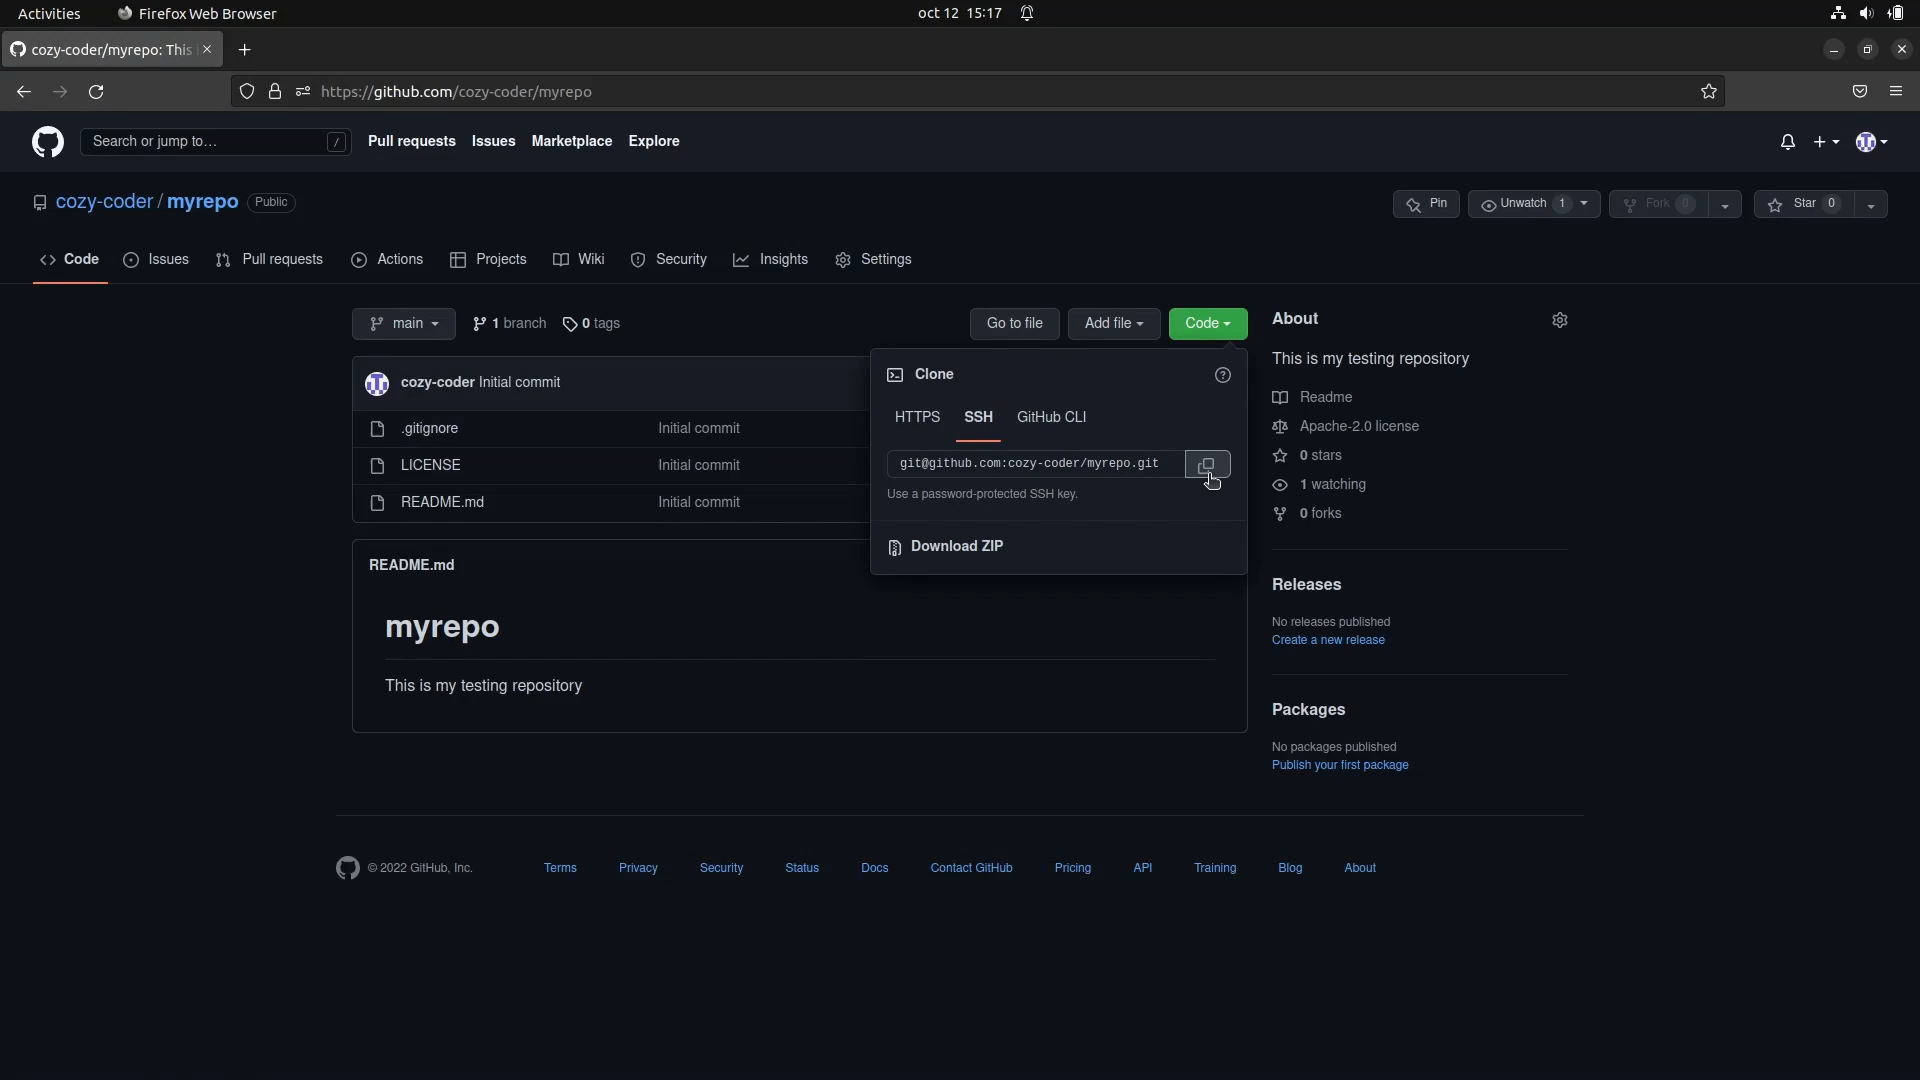 Activities Firefox Web Browser oct 12 15:17
cozy-coder/myrepo: This
https://github.com/cozy-coder/myrepo
Search or jump to… / Pull requests Issues Marketplace Explore
cozy-coder / myrepo Public Pin Unwatch 1 Fork 0 Star 0
Code Issues Pull requests Actions Projects Wiki Security Insights Settings
main 1 branch 0 tags Go to file Add file Code
cozy-coder Initial commit
.gitignore Initial commit
LICENSE Initial commit
README.md Initial commit
Clone
HTTPS SSH GitHub CLI
git@github.com:cozy-coder/myrepo.git
Use a password-protected SSH key.
Download ZIP
README.md
myrepo
This is my testing repository
About
This is my testing repository
Readme
Apache-2.0 license
0 stars
1 watching
0 forks
Releases
No releases published
Create a new release
Packages
No packages published
Publish your first package
© 2022 GitHub, Inc. Terms Privacy Security Status Docs Contact GitHub Pricing API Training Blog About